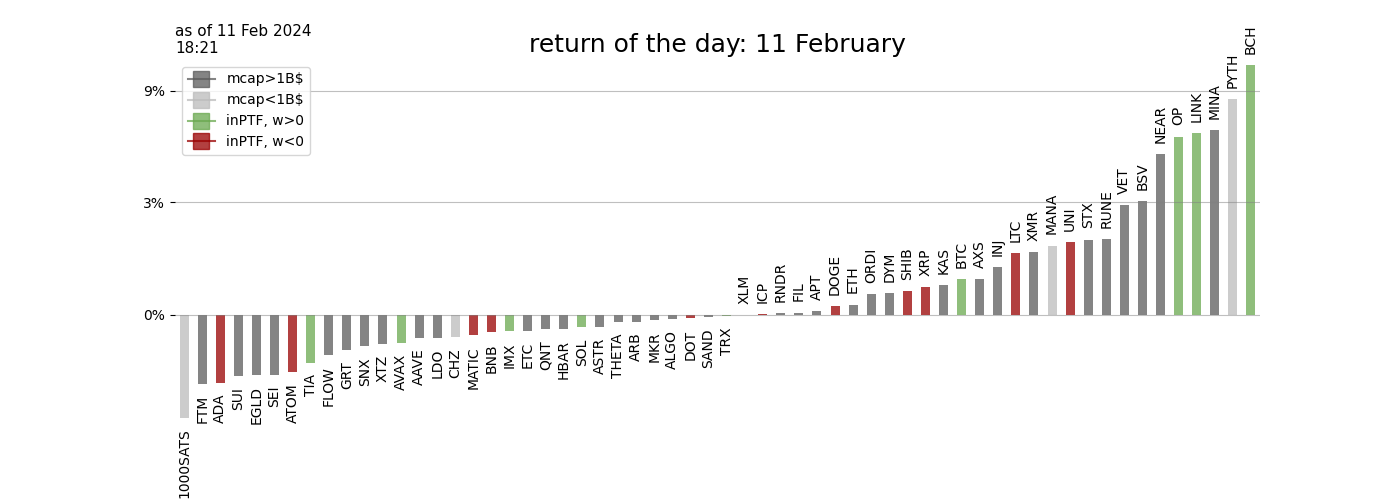 as of 11 Feb 2024
18:21
return of the day: 11 February
mcap>1B$
mcap<1B$
inPTF, w>0
inPTF, w<0
9%
3%
0%
1000SATS
FTM
ADA
SUI
EGLD
SEI
ATOM
TIA
FLOW
GRT
SNX
XTZ
AVAX
AAVE
LDO
CHZ
MATIC
BNB
IMX
ETC
QNT
HBAR
SOL
ASTR
THETA
ARB
MKR
ALGO
DOT
SAND
TRX
XLM
ICP
RNDR
FIL
APT
DOGE
ETH
ORDI
DYM
SHIB
XRP
KAS
BTC
AXS
INJ
LTC
XMR
MANA
UNI
STX
RUNE
VET
BSV
NEAR
OP
LINK
MINA
PYTH
BCH